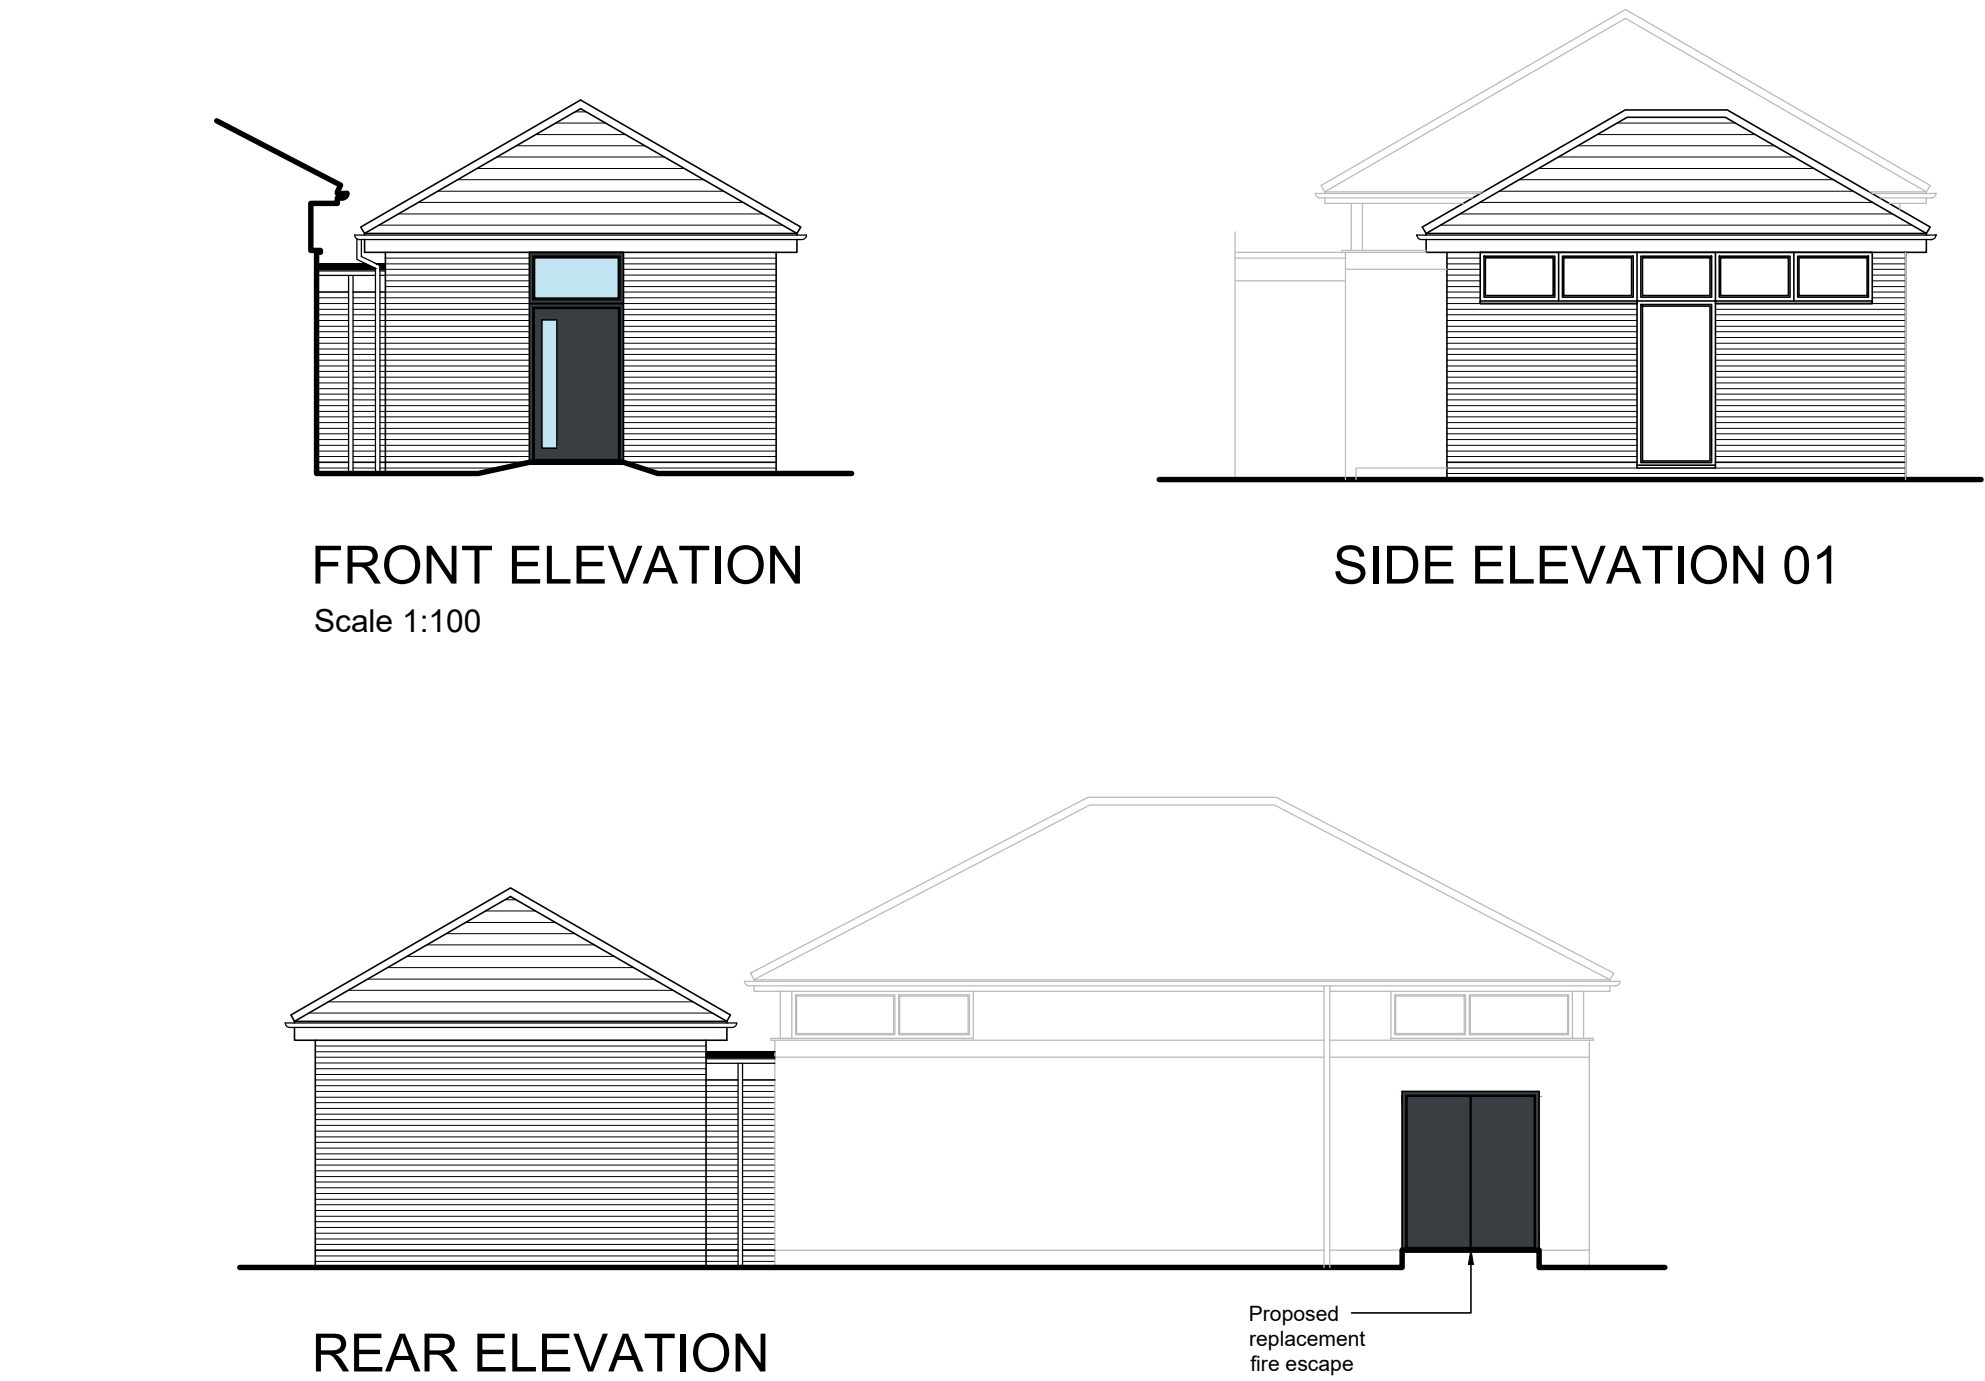 FRONT ELEVATION
Scale 1:100
SIDE ELEVATION 01
REAR ELEVATION
Proposed
replacement
fire escape